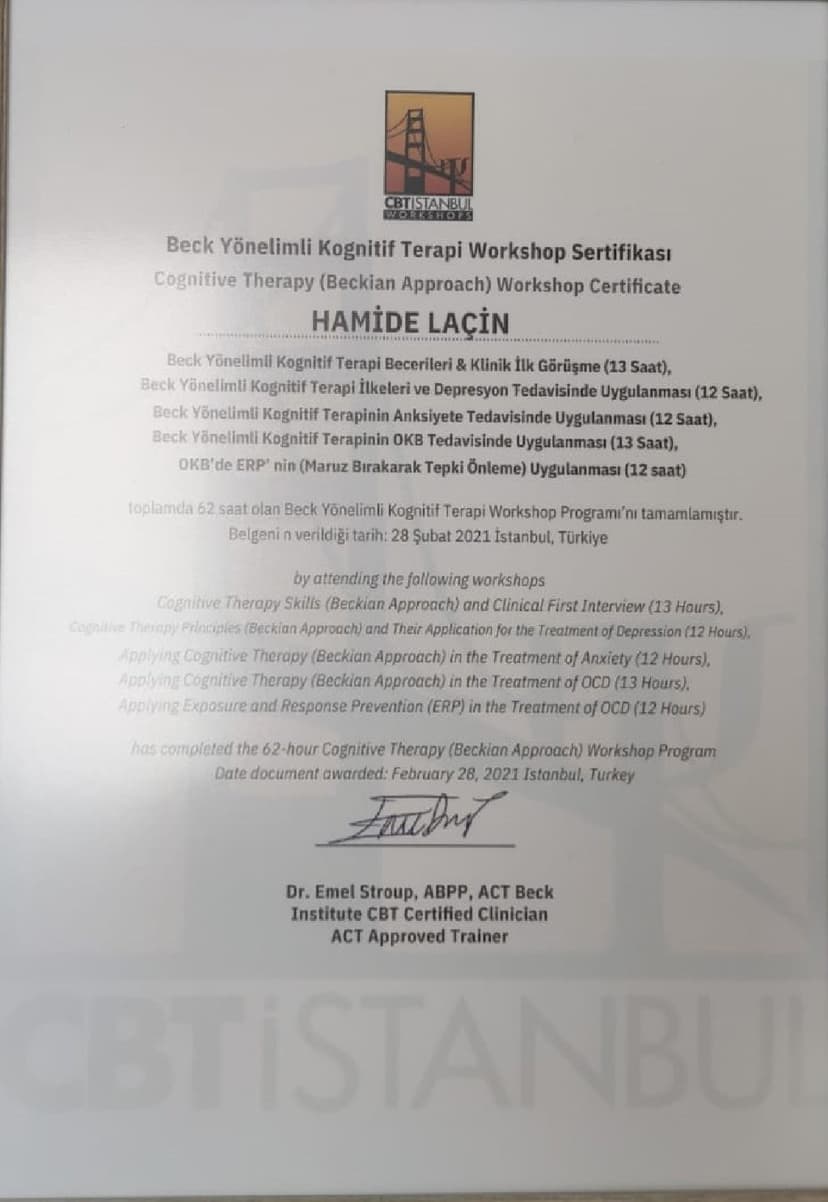 CBTİSTANBUL
WORKSHOPS
Beck Yönelimli Kognitif Terapi Workshop Sertifikası
Cognitive Therapy (Beckian Approach) Workshop Certificate
HAMİDE LAÇİN
Beck Yönelimli Kognitif Terapi Becerileri & Klinik İlk Görüşme (13 Saat),
Beck Yönelimli Kognitif Terapi İlkeleri ve Depresyon Tedavisinde Uygulanması (12 Saat),
Beck Yönelimli Kognitif Terapinin Anksiyete Tedavisinde Uygulanması (12 Saat),
Beck Yönelimli Kognitif Terapinin OKB Tedavisinde Uygulanması (13 Saat),
OKB'de ERP' nin (Maruz Bırakarak Tepki Önleme) Uygulanması (12 saat)
toplamda 62 saat olan Beck Yönelimli Kognitif Terapi Workshop Programı'nı tamamlamıştır.
Belgeni n verildiği tarih: 28 Şubat 2021 İstanbul, Türkiye
by attending the following workshops
Cognitive Therapy Skills (Beckian Approach) and Clinical First Interview (13 Hours),
Cognitive Therapy Principles (Beckian Approach) and Their Application for the Treatment of Depression (12 Hours),
Applying Cognitive Therapy (Beckian Approach) in the Treatment of Anxiety (12 Hours),
Applying Cognitive Therapy (Beckian Approach) in the Treatment of OCD (13 Hours),
Applying Exposure and Response Prevention (ERP) in the Treatment of OCD (12 Hours)
has completed the 62-hour Cognitive Therapy (Beckian Approach) Workshop Program
Date document awarded: February 28, 2021 Istanbul, Turkey
Dr. Emel Stroup, ABPP, ACT Beck
Institute CBT Certified Clinician
ACT Approved Trainer
CBTİSTANBUL